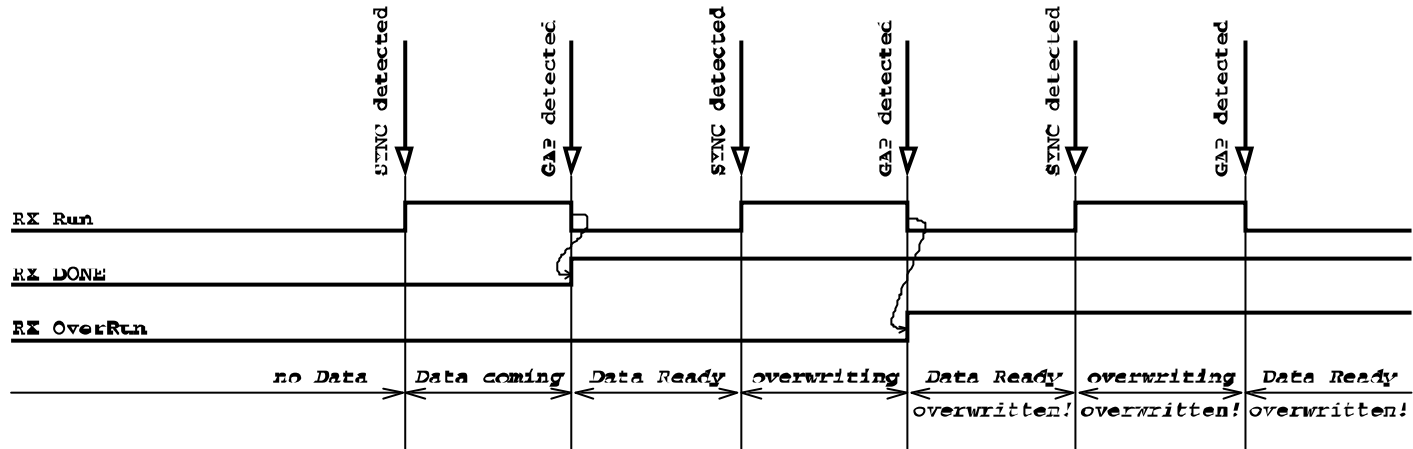 SYNC detected
GAP detected
SYNC detected
GAP detected
SYNC detected
GAP detected
RX Run
RX DONE
RX OverRun
no Data
Data coming
Data Ready
overwriting
Data Ready
overwritten!
overwriting
overwritten!
Data Ready
overwritten!